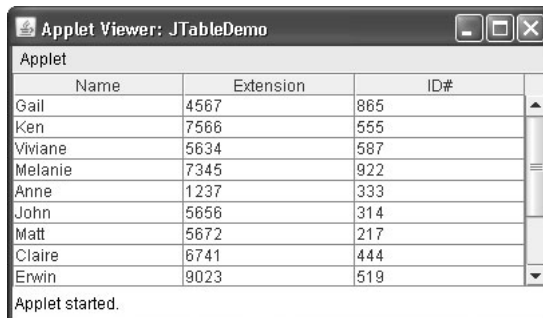 Applet Viewer: JTableDemo
Applet
Name Extension ID#
Gail 4567 865
Ken 7566 555
Viviane 5634 587
Melanie 7345 922
Anne 1237 333
John 5656 314
Matt 5672 217
Claire 6741 444
Erwin 9023 519
Applet started.